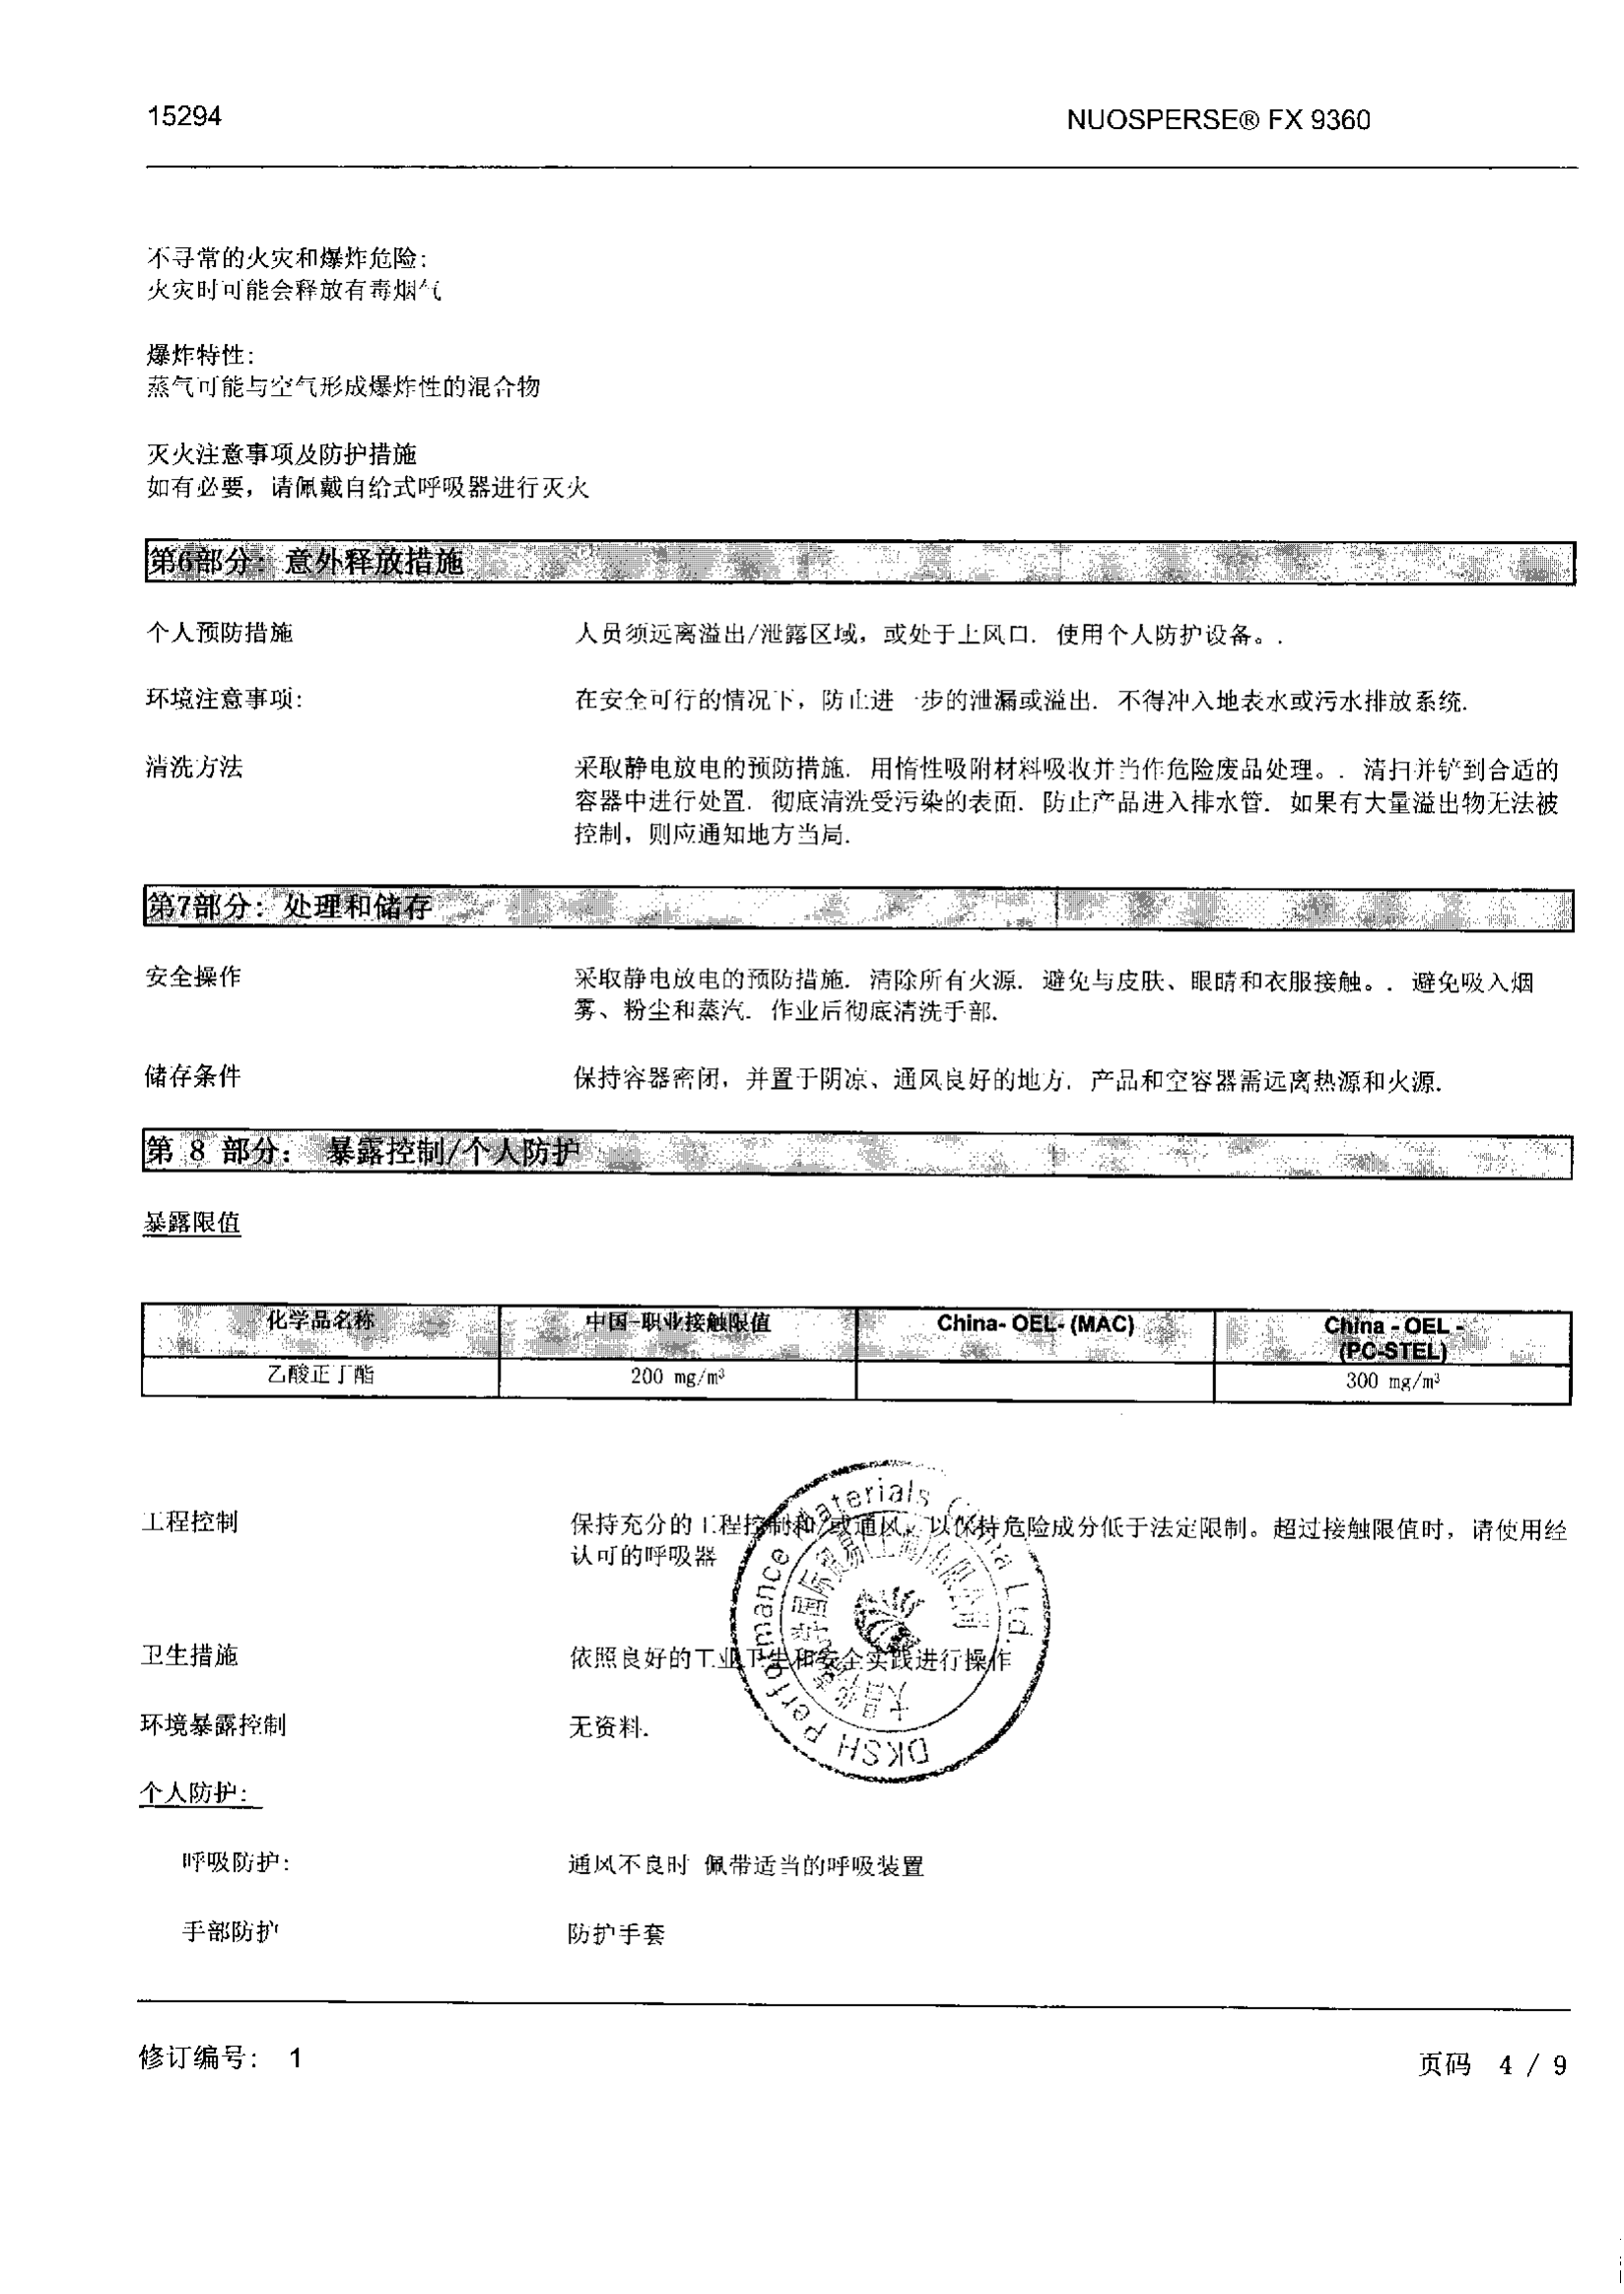 15294
NUOSPERSE® FX 9360
不寻常的火灾和爆炸危险:
火灾时可能会释放有毒烟气
爆炸特性:
蒸气可能与空气形成爆炸性的混合物
灭火注意事项及防护措施
如有必要，请佩戴自给式呼吸器进行灭火
第6部分：意外释放措施
个人预防措施
人员须远离溢出/泄露区域，或处于上风口. 使用个人防护设备。.
环境注意事项:
在安全可行的情况下，防止进一步的泄漏或溢出. 不得冲入地表水或污水排放系统.
清洗方法
采取静电放电的预防措施. 用惰性吸附材料吸收并当作危险废品处理。. 清扫并铲到合适的
容器中进行处置. 彻底清洗受污染的表面. 防止产品进入排水管. 如果有大量溢出物无法被
控制，则应通知地方当局.
第7部分：处理和储存
安全操作
采取静电放电的预防措施. 清除所有火源. 避免与皮肤、眼睛和衣服接触。. 避免吸入烟
雾、粉尘和蒸汽. 作业后彻底清洗手部.
储存条件
保持容器密闭，并置于阴凉、通风良好的地方. 产品和空容器需远离热源和火源.
第 8 部分： 暴露控制/个人防护
暴露限值
化学品名称 中国-职业接触限值 China- OEL- (MAC) China - OEL -
(PC-STEL)
乙酸正丁酯 200 mg/m³ 300 mg/m³
工程控制
保持充分的工程控制和/或通风，以保持危险成分低于法定限制。超过接触限值时，请使用经
认可的呼吸器
卫生措施
依照良好的工业卫生和安全实践进行操作
环境暴露控制
无资料.
DKSH Performance Materials (China) Ltd.
个人防护:
呼吸防护:
通风不良时 佩带适当的呼吸装置
手部防护
防护手套
修订编号： 1
页码 4 / 9